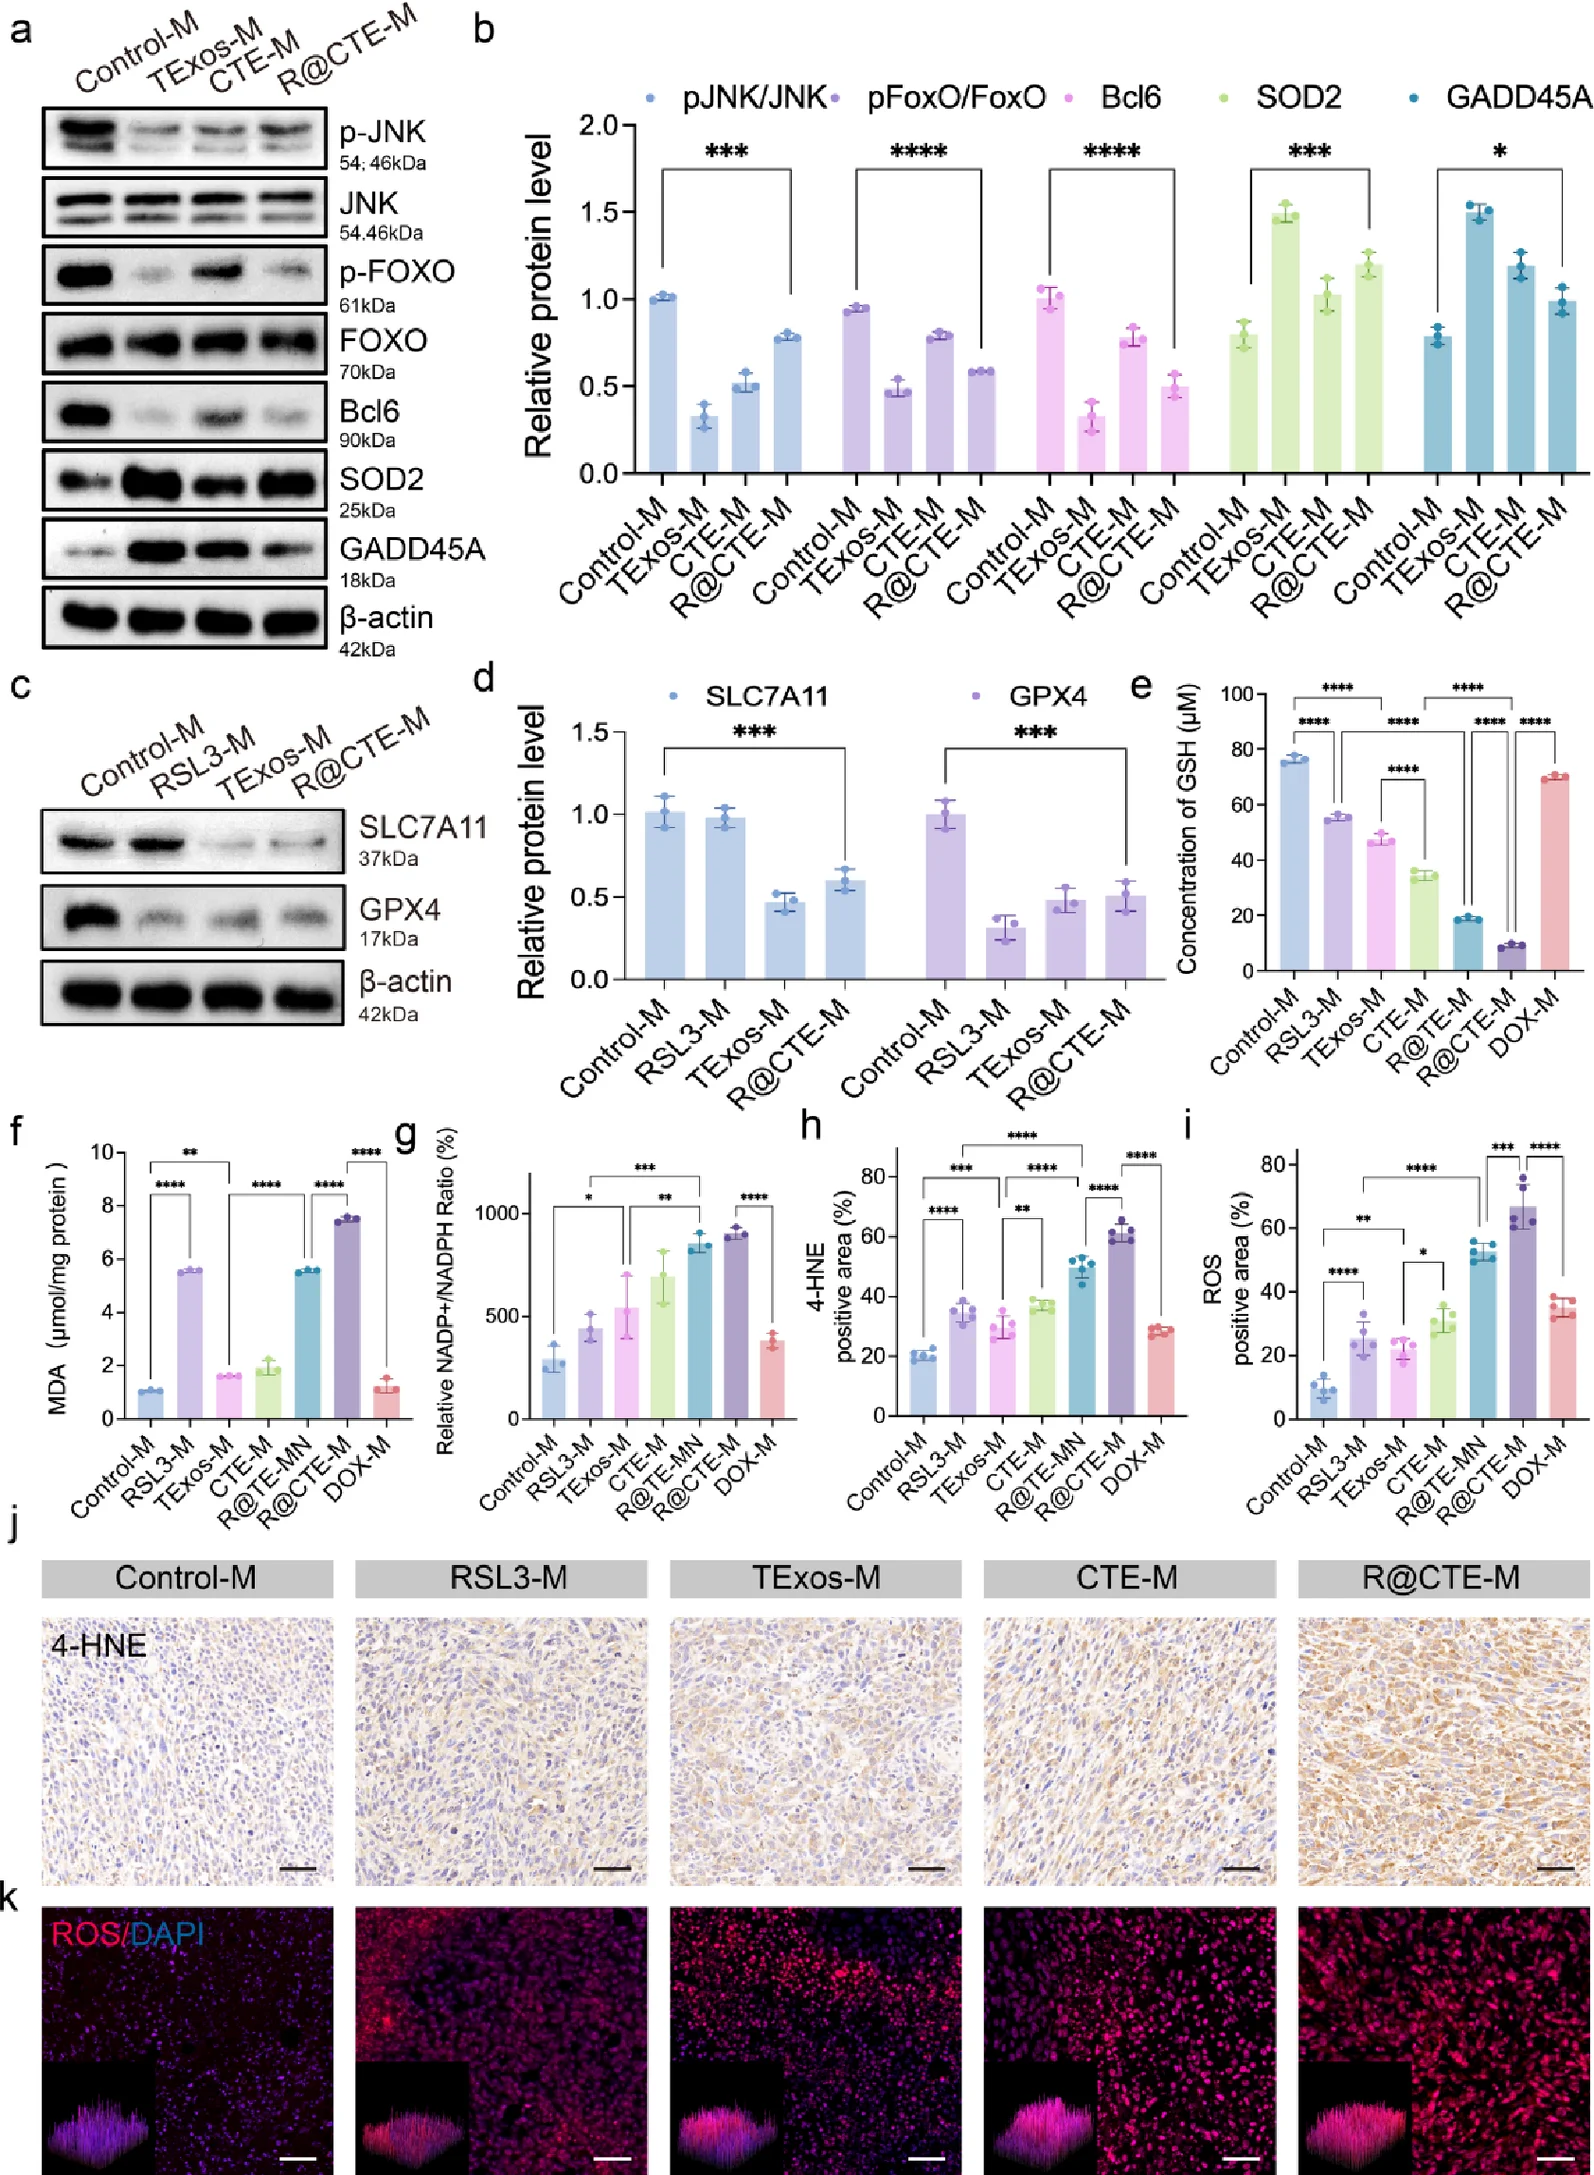 a
Control-M
TExos-M
CTE-M
R@CTE-M
p-JNK
54; 46kDa
JNK
54.46kDa
p-FOXO
61kDa
FOXO
70kDa
Bcl6
90kDa
SOD2
25kDa
GADD45A
18kDa
β-actin
42kDa
b
pJNK/JNK pFoxO/FoxO Bcl6 SOD2 GADD45A
Relative protein level
2.0
1.5
1.0
0.5
0.0
*** **** **** *** *
Control-M TExos-M CTE-M R@CTE-M Control-M TExos-M CTE-M R@CTE-M Control-M TExos-M CTE-M R@CTE-M Control-M TExos-M CTE-M R@CTE-M Control-M TExos-M CTE-M R@CTE-M
c
Control-M
RSL3-M
TExos-M
R@CTE-M
SLC7A11
37kDa
GPX4
17kDa
β-actin
42kDa
d
SLC7A11 GPX4
Relative protein level
1.5
1.0
0.5
0.0
*** ***
Control-M RSL3-M TExos-M R@CTE-M Control-M RSL3-M TExos-M R@CTE-M
e
Concentration of GSH (μM)
100
80
60
40
20
0
**** ****
**** **** **** ****
****
Control-M RSL3-M TExos-M CTE-M R@TE-M R@CTE-M DOX-M
f
MDA (μmol/mg protein )
10
8
6
4
2
0
** ****
**** **** ****
Control-M RSL3-M TExos-M CTE-M R@TE-MN R@CTE-M DOX-M
g
Relative NADP+/NADPH Ratio (%)
1000
500
0
***
* ** ****
Control-M RSL3-M TExos-M CTE-M R@TE-MN R@CTE-M DOX-M
h
4-HNE
positive area (%)
80
60
40
20
0
****
*** **** ****
**** ** ****
Control-M RSL3-M TExos-M CTE-M R@TE-MN R@CTE-M DOX-M
i
ROS
positive area (%)
80
60
40
20
0
*** ****
****
**
**** *
Control-M RSL3-M TExos-M CTE-M R@TE-MN R@CTE-M DOX-M
j
Control-M RSL3-M TExos-M CTE-M R@CTE-M
4-HNE
k
ROS/DAPI